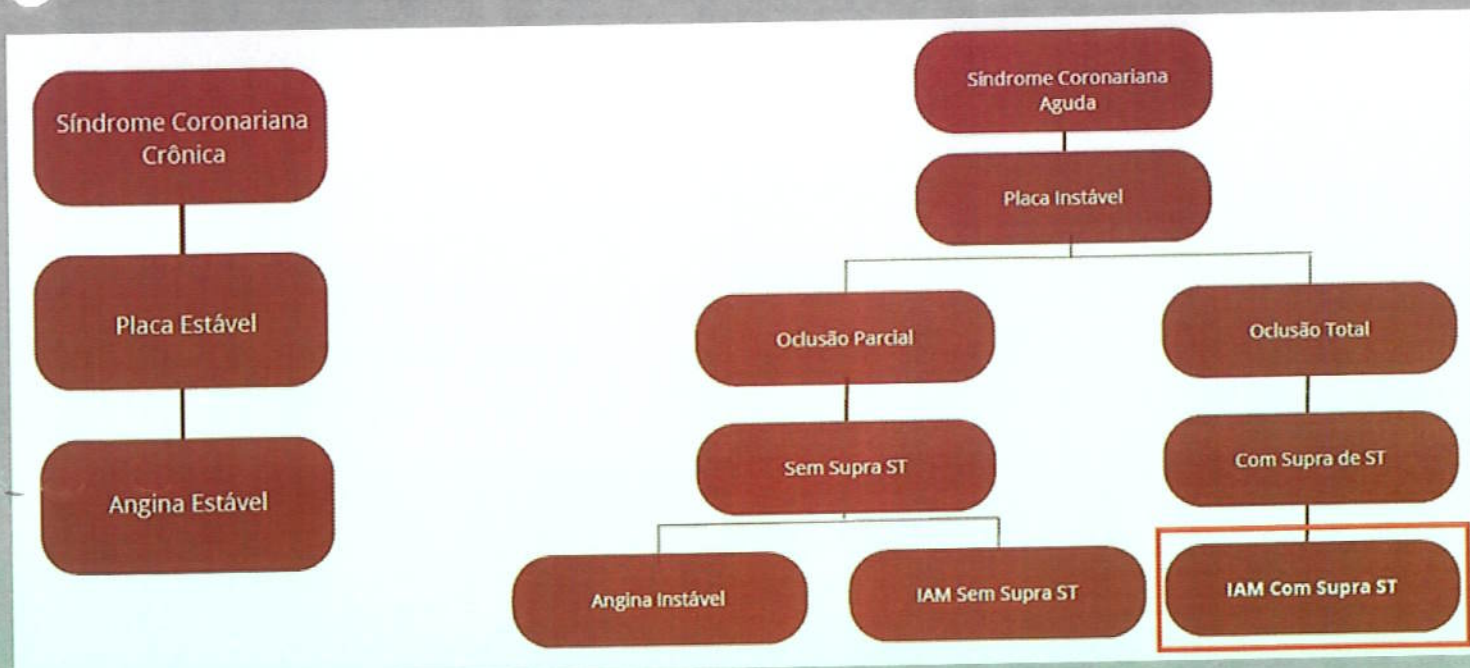 Síndrome Coronariana
Crônica
Placa Estável
Angina Estável
Síndrome Coronariana
Aguda
Placa Instável
Oclusão Parcial
Oclusão Total
Sem Supra ST
Com Supra de ST
Angina Instável
IAM Sem Supra ST
IAM Com Supra ST